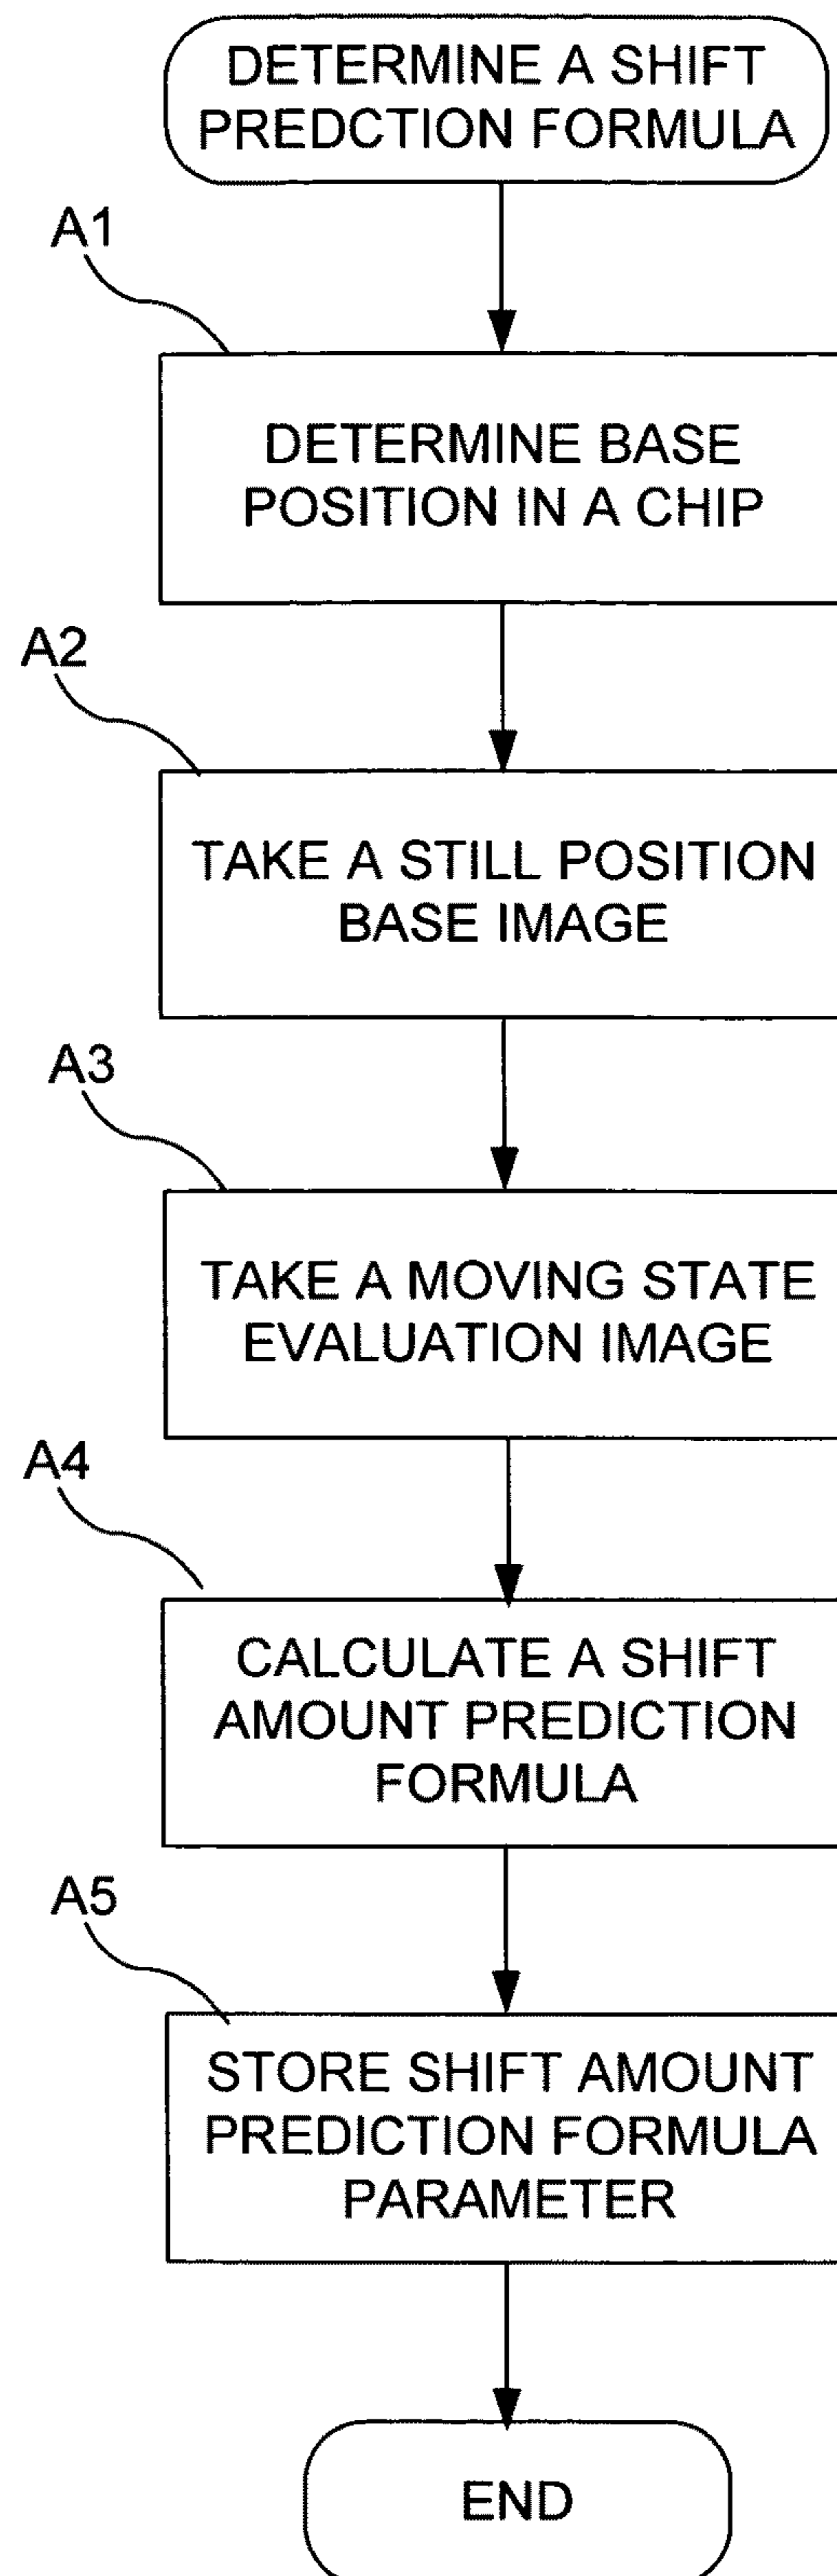 DETERMINE A SHIFT
PREDCTION FORMULA
A1
DETERMINE BASE
POSITION IN A CHIP
A2
TAKE A STILL POSITION
BASE IMAGE
A3
TAKE A MOVING STATE
EVALUATION IMAGE
A4
CALCULATE A SHIFT
AMOUNT PREDICTION
FORMULA
A5
STORE SHIFT AMOUNT
PREDICTION FORMULA
PARAMETER
END